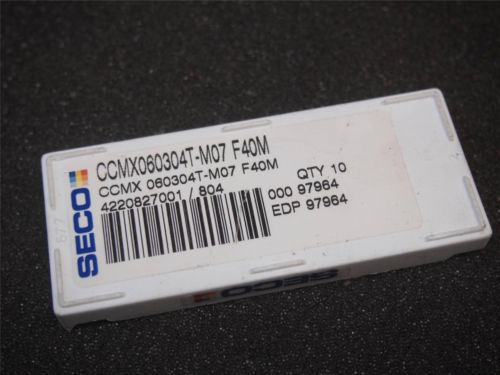 SECO
CCMX060304T-M07 F40M
CCMX 060304T-M07 F40M QTY 10
4220827001 / 804 000 97964
EDP 97964
SECO